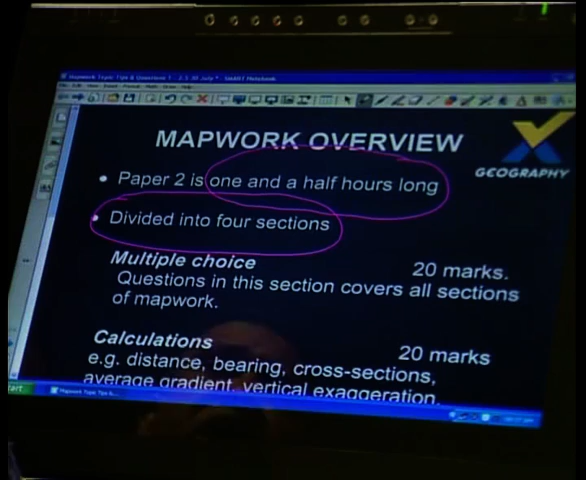 MAPWORK OVERVIEW
GEOGRAPHY
• Paper 2 is one and a half hours long
• Divided into four sections
Multiple choice 20 marks.
Questions in this section covers all sections
of mapwork.
Calculations 20 marks
e.g. distance, bearing, cross-sections,
average gradient, vertical exaggeration.